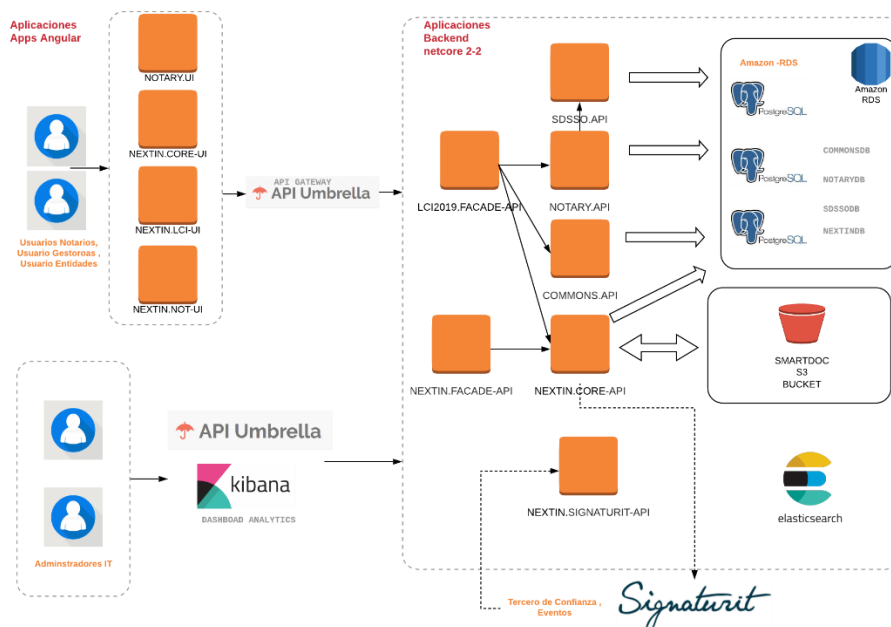 Aplicaciones
Apps Angular
NOTARY.UI
NEXTIN.CORE-UI
NEXTIN.LCI-UI
NEXTIN.NOT-UI
Usuarios Notarios,
Usuario Gestoreas ,
Usuario Entidades
API GATEWAY
API Umbrella
Aplicaciones
Backend
netcore 2-2
SDSSO.API
LCI2019.FACADE-API
NOTARY.API
COMMONS.API
NEXTIN.FACADE-API
NEXTIN.CORE-API
NEXTIN.SIGNATURIT-API
Amazon -RDS
Amazon
RDS
PostgreSQL
PostgreSQL
PostgreSQL
COMMONSDB
NOTARYDB
SDSSODB
NEXTINDB
SMARTDOC
S3
BUCKET
elasticsearch
API Umbrella
kibana
DASHBOAD ANALYTICS
Adminstradores IT
Tercero de Confianza ,
Eventos
Signaturit